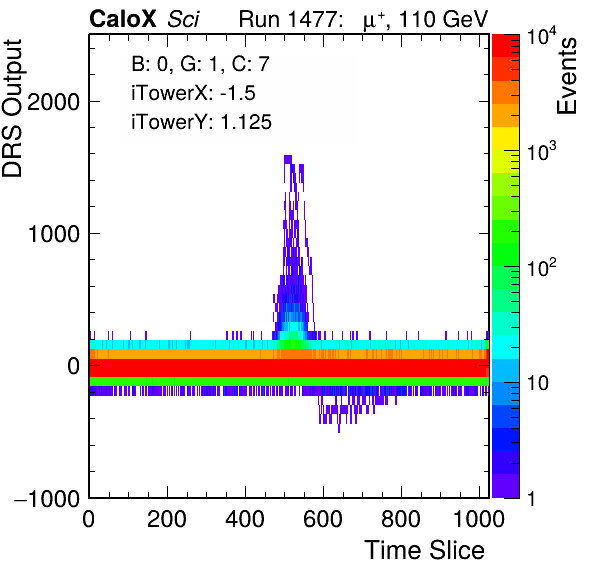 CaloX Sci Run 1477: μ⁺, 110 GeV
B: 0, G: 1, C: 7
iTowerX: -1.5
iTowerY: 1.125
DRS Output
2000
1000
0
−1000
0 200 400 600 800 1000
Time Slice
Events
10⁴
10³
10²
10
1